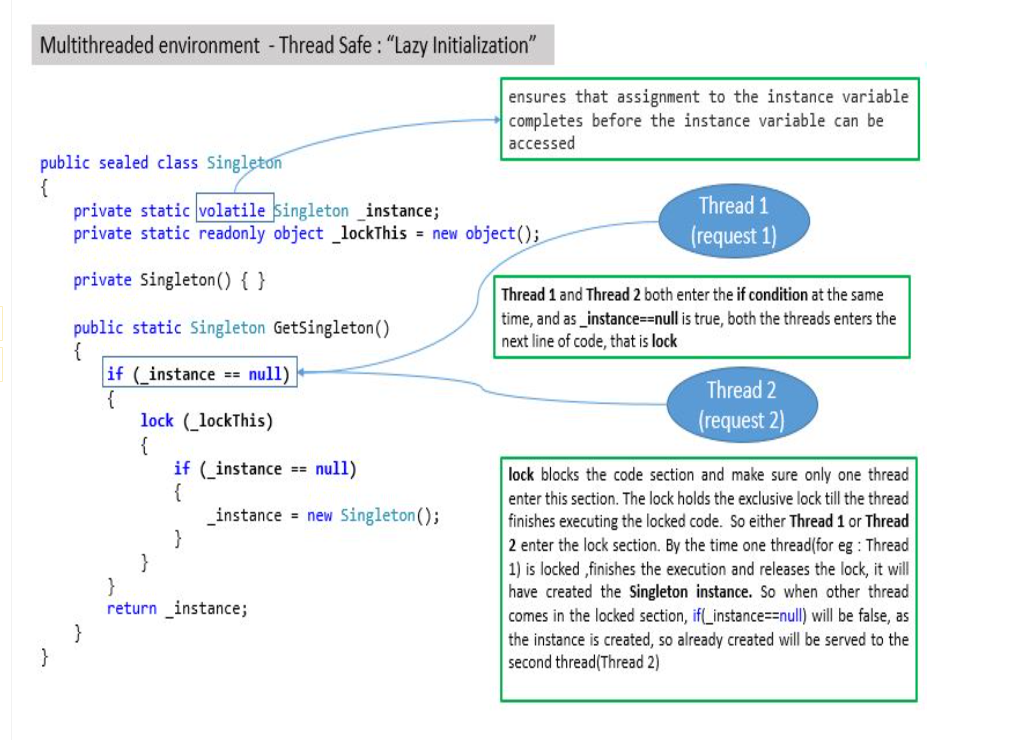 Multithreaded environment - Thread Safe : “Lazy Initialization”
ensures that assignment to the instance variable
completes before the instance variable can be
accessed
public sealed class Singleton
{
private static volatile Singleton _instance;
private static readonly object _lockThis = new object();
private Singleton() { }
public static Singleton GetSingleton()
{
if (_instance == null)
{
lock (_lockThis)
{
if (_instance == null)
{
_instance = new Singleton();
}
}
}
return _instance;
}
}
Thread 1
(request 1)
Thread 1 and Thread 2 both enter the if condition at the same
time, and as _instance==null is true, both the threads enters the
next line of code, that is lock
Thread 2
(request 2)
lock blocks the code section and make sure only one thread
enter this section. The lock holds the exclusive lock till the thread
finishes executing the locked code. So either Thread 1 or Thread
2 enter the lock section. By the time one thread(for eg : Thread
1) is locked ,finishes the execution and releases the lock, it will
have created the Singleton instance. So when other thread
comes in the locked section, if(_instance==null) will be false, as
the instance is created, so already created will be served to the
second thread(Thread 2)